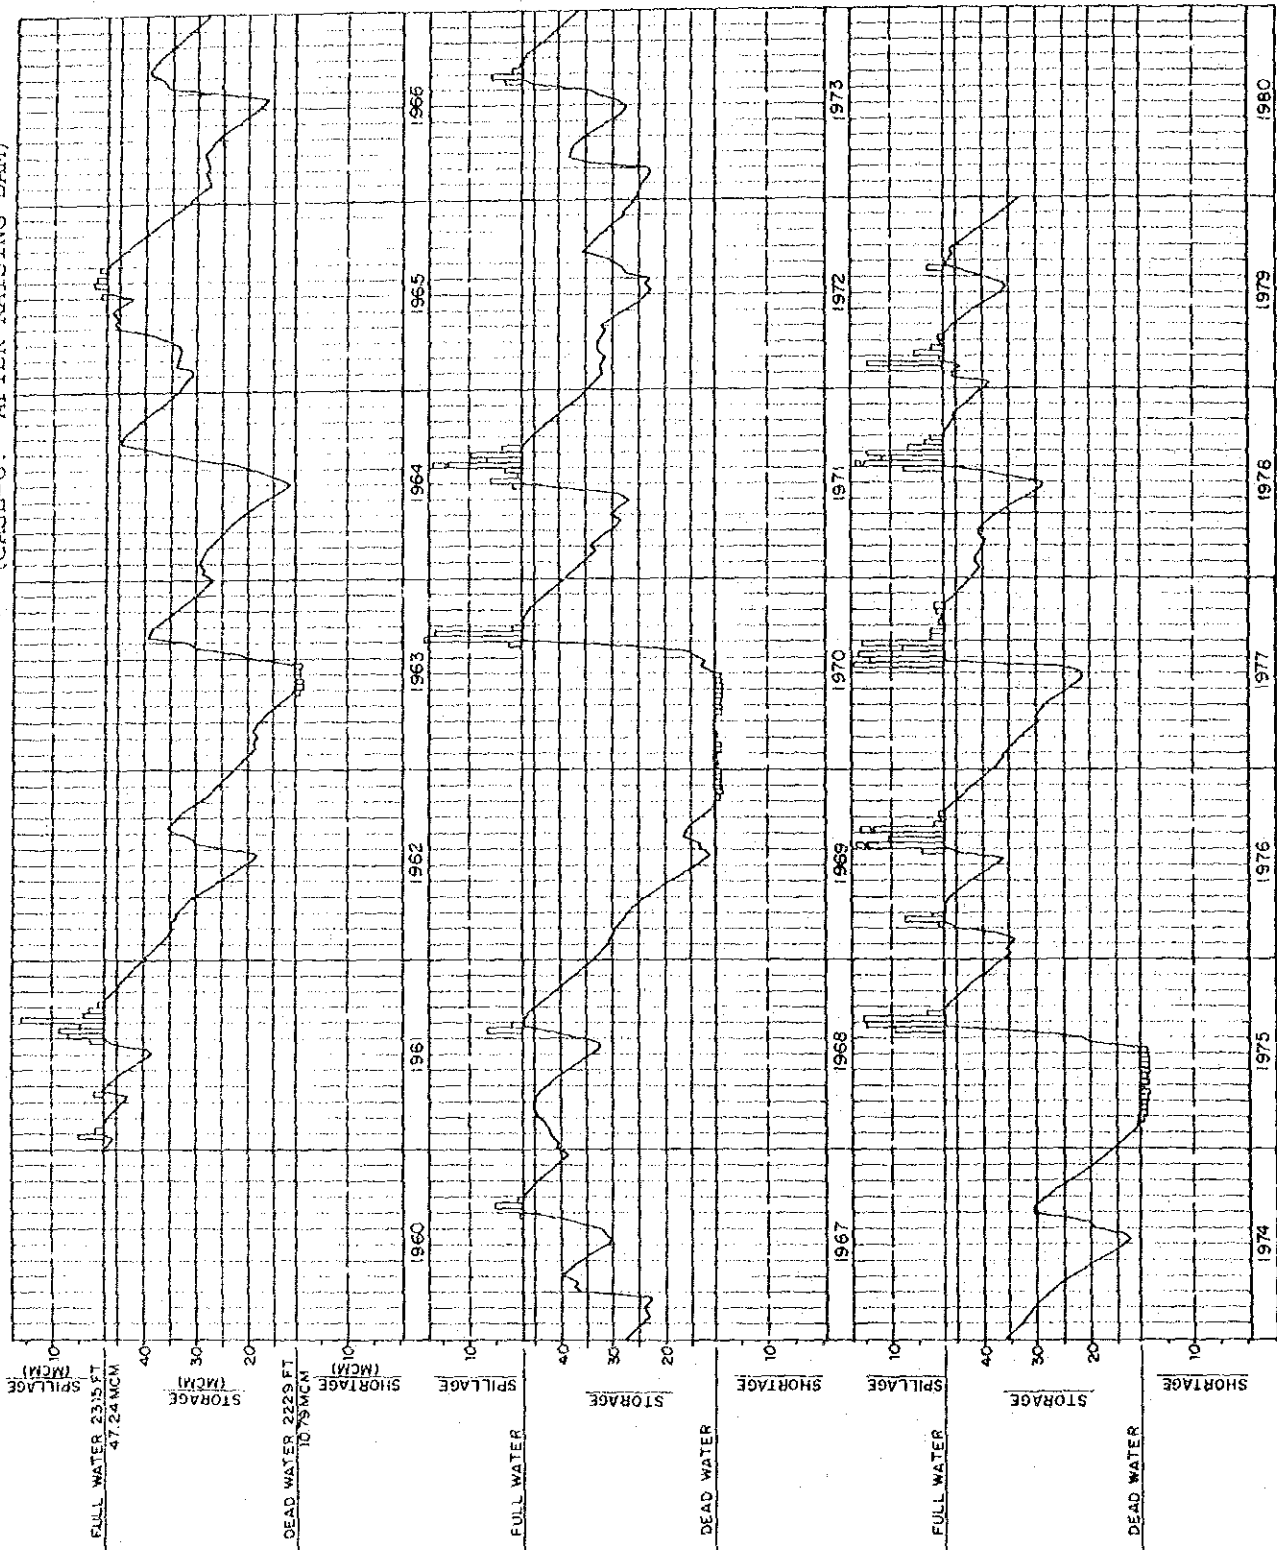 (CASE 3: AFTER RAISING DAM)
SPILLAGE
(MCM)
10
FULL WATER 2315 FT
47.24 MCM
40
STORAGE
(MCM)
30
20
DEAD WATER 2229 FT
10.79 MCM
10
SHORTAGE
(MCM)
1960
196
1962
1963
1964
1965
1966
10
SPILLAGE
FULL WATER
40
30
STORAGE
20
DEAD WATER
10
SHORTAGE
1967
1968
1969
1970
1971
1972
1973
10
SPILLAGE
FULL WATER
40
30
STORAGE
20
DEAD WATER
10
SHORTAGE
1974
1975
1976
1977
1978
1979
1980